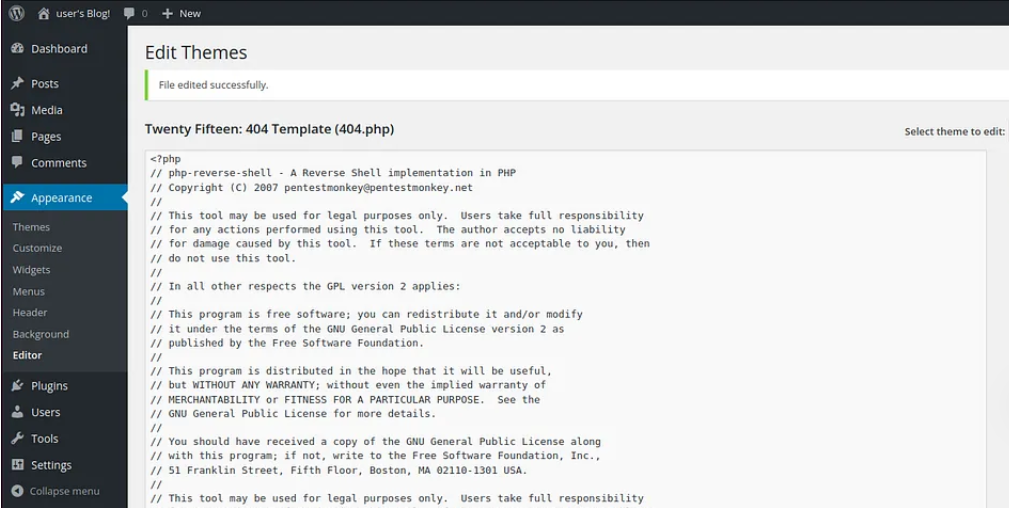 user's Blog! 0 + New
Dashboard
Posts
Media
Pages
Comments
Appearance
Themes
Customize
Widgets
Menus
Header
Background
Editor
Plugins
Users
Tools
Settings
Collapse menu
Edit Themes
File edited successfully.
Twenty Fifteen: 404 Template (404.php)
Select theme to edit:
<?php
// php-reverse-shell - A Reverse Shell implementation in PHP
// Copyright (C) 2007 pentestmonkey@pentestmonkey.net
//
// This tool may be used for legal purposes only.  Users take full responsibility
// for any actions performed using this tool.  The author accepts no liability
// for damage caused by this tool.  If these terms are not acceptable to you, then
// do not use this tool.
//
// In all other respects the GPL version 2 applies:
//
// This program is free software; you can redistribute it and/or modify
// it under the terms of the GNU General Public License version 2 as
// published by the Free Software Foundation.
//
// This program is distributed in the hope that it will be useful,
// but WITHOUT ANY WARRANTY; without even the implied warranty of
// MERCHANTABILITY or FITNESS FOR A PARTICULAR PURPOSE.  See the
// GNU General Public License for more details.
//
// You should have received a copy of the GNU General Public License along
// with this program; if not, write to the Free Software Foundation, Inc.,
// 51 Franklin Street, Fifth Floor, Boston, MA 02110-1301 USA.
//
// This tool may be used for legal purposes only.  Users take full responsibility